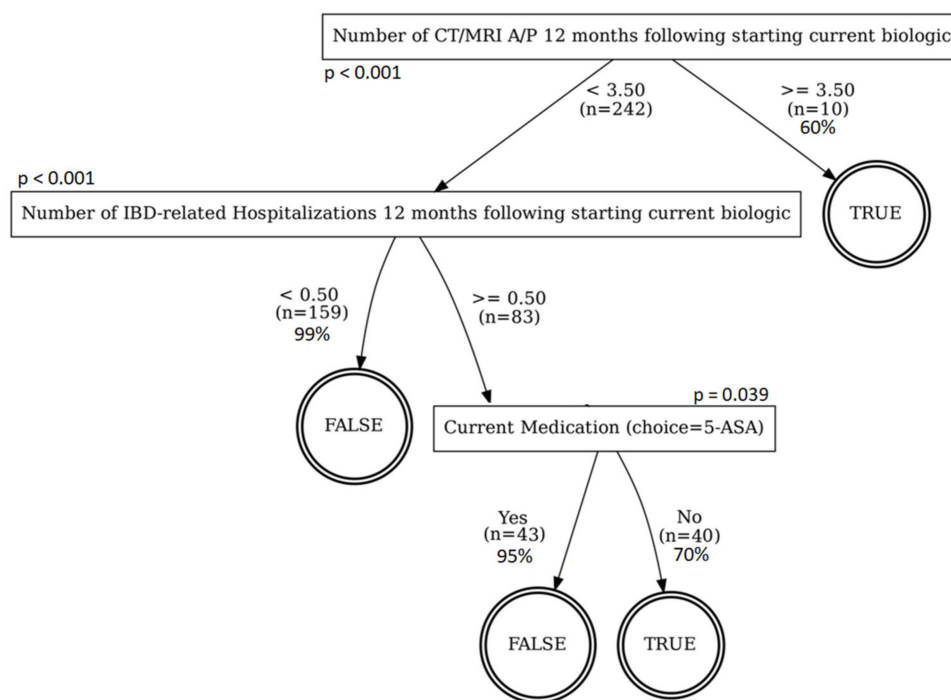 Number of CT/MRI A/P 12 months following starting current biologic
p < 0.001
< 3.50
(n=242)
>= 3.50
(n=10)
60%
TRUE
p < 0.001
Number of IBD-related Hospitalizations 12 months following starting current biologic
< 0.50
(n=159)
99%
>= 0.50
(n=83)
FALSE
p = 0.039
Current Medication (choice=5-ASA)
Yes
(n=43)
95%
No
(n=40)
70%
FALSE
TRUE